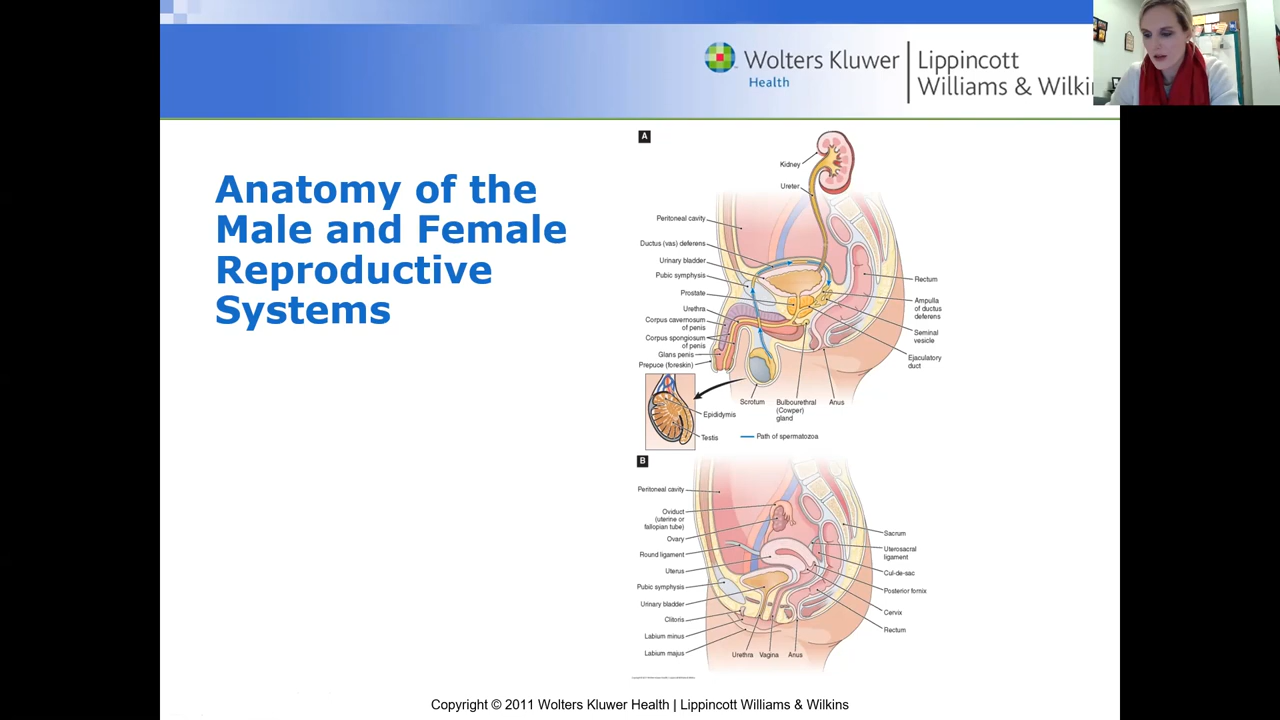 Wolters Kluwer
Health
Lippincott
Williams & Wilki
Anatomy of the
Male and Female
Reproductive
Systems
A
Kidney
Ureter
Peritoneal cavity
Ductus (vas) deferens
Urinary bladder
Pubic symphysis
Prostate
Urethra
Corpus cavernosum
of penis
Corpus spongiosum
of penis
Glans penis
Prepuce (foreskin)
Rectum
Ampulla
of ductus
deferens
Seminal
vesicle
Ejaculatory
duct
Scrotum
Bulbourethral
(Cowper)
gland
Anus
Epididymis
Testis
Path of spermatozoa
B
Peritoneal cavity
Oviduct
(uterine or
fallopian tube)
Ovary
Round ligament
Uterus
Pubic symphysis
Urinary bladder
Clitoris
Labium minus
Labium majus
Sacrum
Uterosacral
ligament
Cul-de-sac
Posterior fornix
Cervix
Rectum
Urethra
Vagina
Anus
Copyright © 2011 Wolters Kluwer Health | Lippincott Williams & Wilkins